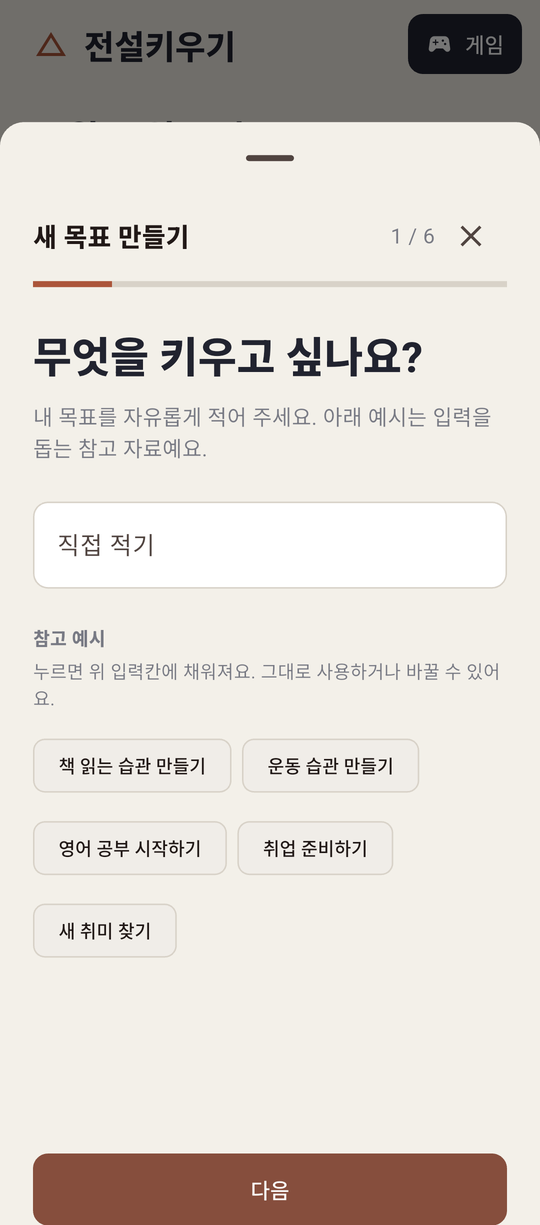 전설키우기
게임
새 목표 만들기
1 / 6
무엇을 키우고 싶나요?
내 목표를 자유롭게 적어 주세요. 아래 예시는 입력을
돕는 참고 자료예요.
직접 적기
참고 예시
누르면 위 입력칸에 채워져요. 그대로 사용하거나 바꿀 수 있어
요.
책 읽는 습관 만들기
운동 습관 만들기
영어 공부 시작하기
취업 준비하기
새 취미 찾기
다음